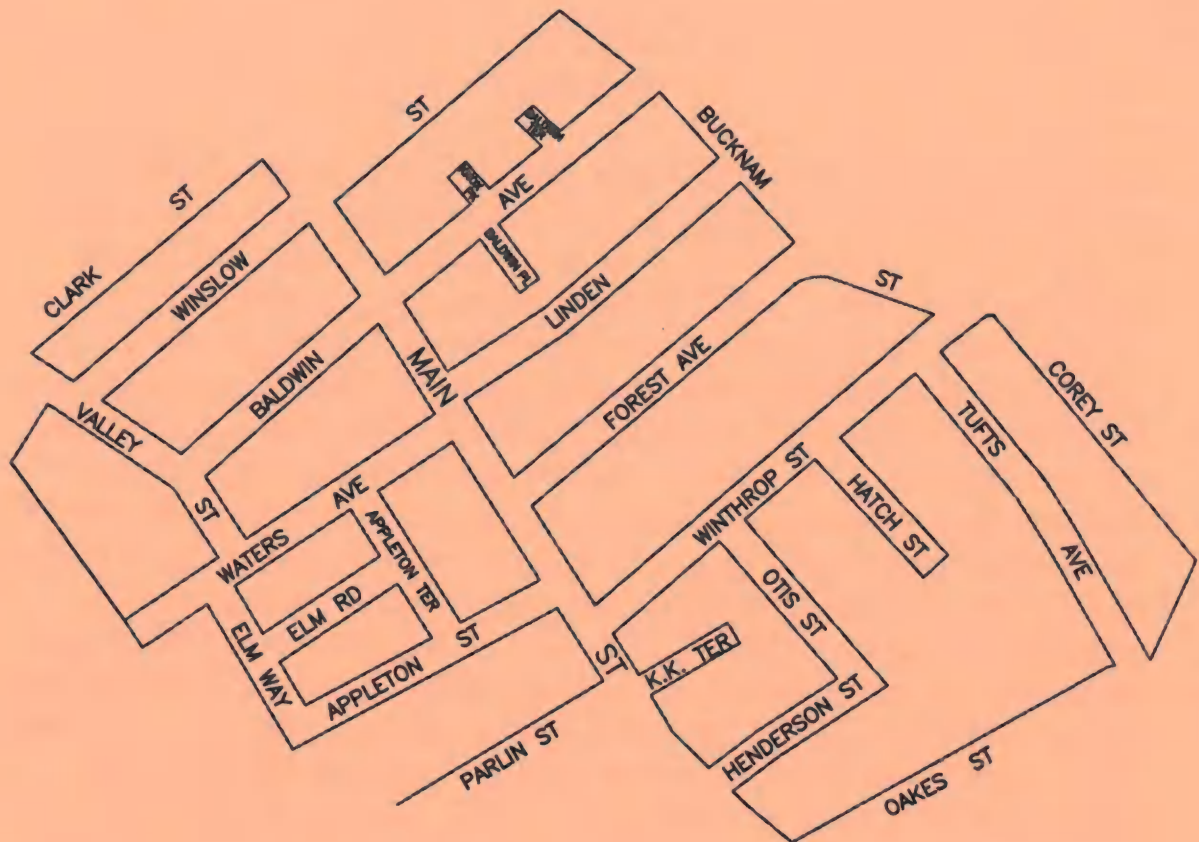 ST
BALDWIN
TER
BUCKNAM
ST
AVE
BALDWIN PL
CLARK
WINSLOW
LINDEN
ST
MAIN
FOREST AVE
BALDWIN
COREY ST
VALLEY
TUFTS
ST
AVE
WINTHROP ST
HATCH ST
WATERS
APPLETON TER
AVE
ELM RD
OTIS ST
ELM WAY
APPLETON
ST
ST
K.K. TER
PARLIN ST
HENDERSON ST
OAKES ST